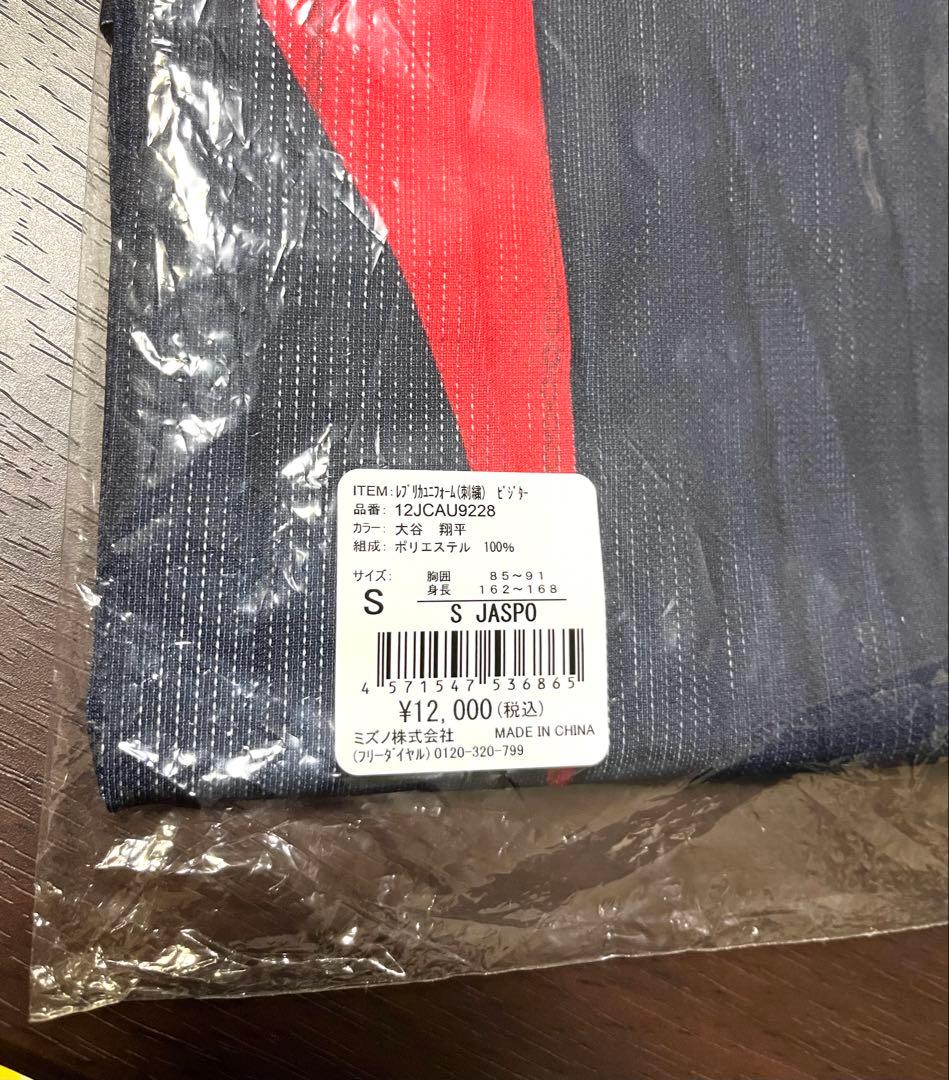 ITEM:ﾚﾌﾟﾘｶﾕﾆﾌｫｰﾑ(刺繍) ﾋﾞｼﾞﾀｰ
品番: 12JCAU9228
ｶﾗｰ: 大谷 翔平
組成: ポリエステル 100%
サイズ: 胸囲 85～91
身長 162～168
S
S JASPO
4 571547 536865
¥12,000(税込)
ミズノ株式会社 MADE IN CHINA
(ﾌﾘｰﾀﾞｲﾔﾙ) 0120-320-799